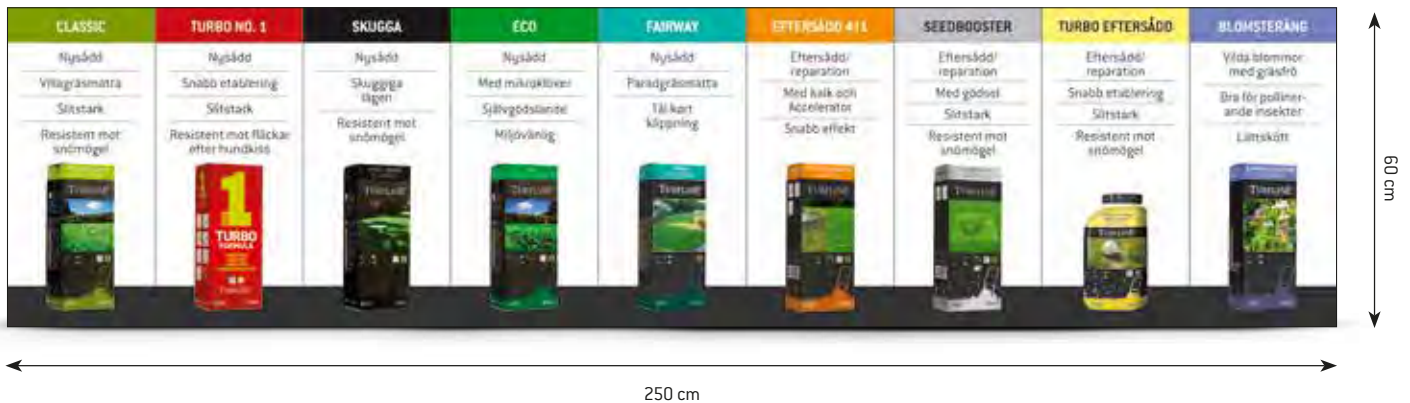 CLASSIC
Nysådd
Villagräsmatta
Slitstark
Resistent mot
snömögel
TURBO NO. 1
Nysådd
Snabb etablering
Slitstark
Resistent mot fläckar
efter hundkiss
1
TURBO
FORMULA
SKUGGA
Nysådd
Skuggiga
lägen
Resistent mot
snömögel
ECO
Nysådd
Med mikroklöver
Självgödslande
Miljövänlig
FAIRWAY
Nysådd
Paradgräsmatta
Tål kort
klippning
EFTERSÅDD 4I1
Eftersådd/
reparation
Med kalk och
Accelerator
Snabb effekt
SEEDBOOSTER
Eftersådd/
reparation
Med gödsel
Slitstark
Resistent mot
snömögel
TURBO EFTERSÅDD
Eftersådd/
reparation
Snabb etablering
Slitstark
Resistent mot
snömögel
BLOMSTERÄNG
Vilda blommor
med gräsfrö
Bra för polliner-
ande insekter
Lättskött
60 cm
250 cm